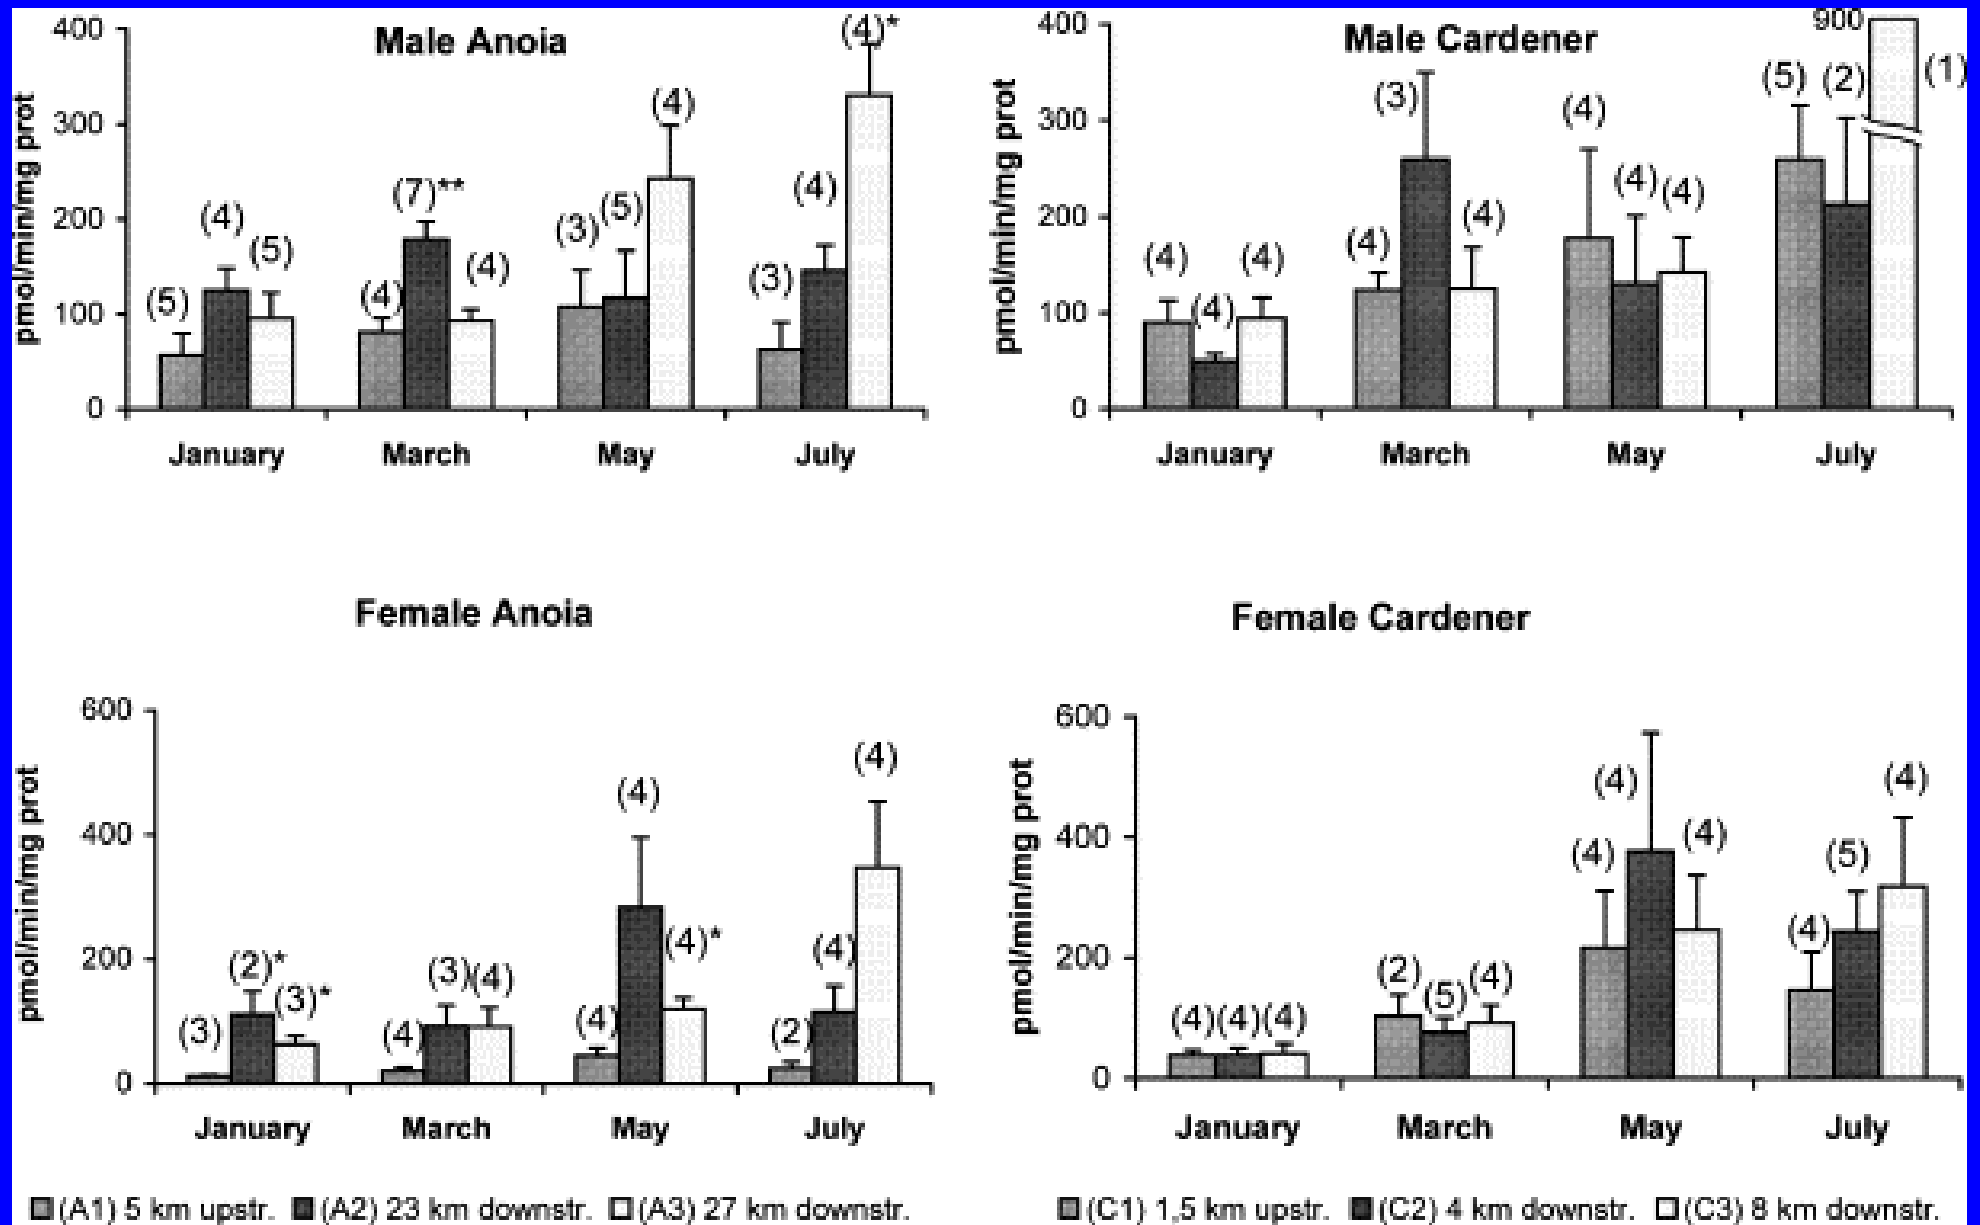 Male Anoia
pmol/min/mg prot
400
300
200
100
0
(5) (4) (5)
(4) (7)** (4)
(3) (5) (4)
(3) (4) (4)*
January March May July
Male Cardener
pmol/min/mg prot
400
300
200
100
0
(4) (4) (4)
(4) (3) (4)
(4) (4) (4)
(5) (2) 900 (1)
January March May July
Female Anoia
pmol/min/mg prot
600
400
200
0
(3) (2)* (3)*
(4) (3) (4)
(4) (4) (4)*
(2) (4) (4)
January March May July
(A1) 5 km upstr. (A2) 23 km downstr. (A3) 27 km downstr.
Female Cardener
pmol/min/mg prot
600
400
200
0
(4) (4) (4)
(2) (5) (4)
(4) (4) (4)
(4) (5) (4)
January March May July
(C1) 1,5 km upstr. (C2) 4 km downstr. (C3) 8 km downstr.